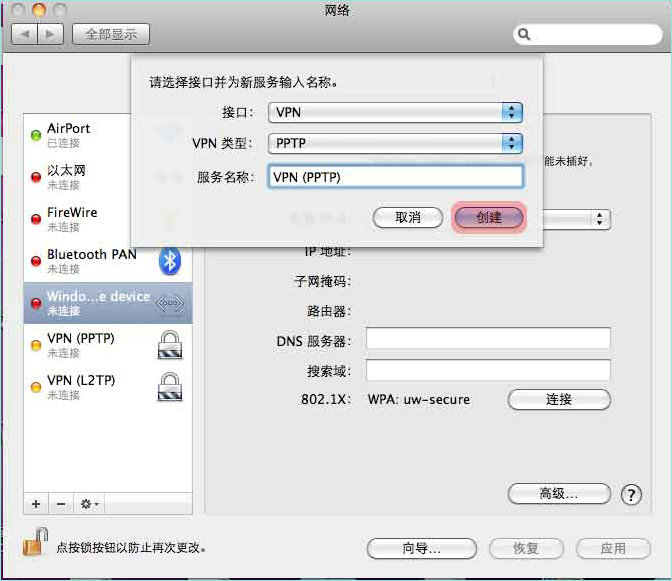 网络
全部显示
请选择接口并为新服务输入名称。
接口： VPN
VPN 类型： PPTP
服务名称： VPN (PPTP)
取消 创建
AirPort
已连接
以太网
未连接
FireWire
未连接
Bluetooth PAN
未连接
Windo...e device
未连接
VPN (PPTP)
未连接
VPN (L2TP)
未连接
能未插好，
IP 地址：
子网掩码：
路由器：
DNS 服务器：
搜索域：
802.1X： WPA: uw-secure 连接
高级... ?
点按锁按钮以防止再次更改。
向导... 恢复 应用